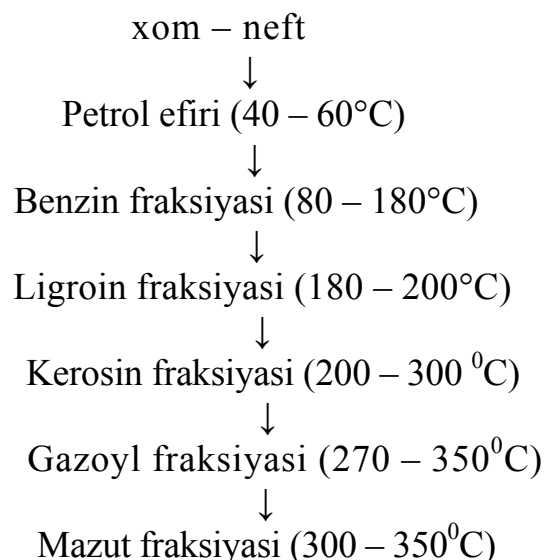 xom – neft
↓
Petrol efiri (40 – 60°C)
↓
Benzin fraksiyasi (80 – 180°C)
↓
Ligroin fraksiyasi (180 – 200°C)
↓
Kerosin fraksiyasi (200 – 300 ⁰C)
↓
Gazoyl fraksiyasi (270 – 350⁰C)
↓
Mazut fraksiyasi (300 – 350⁰C)